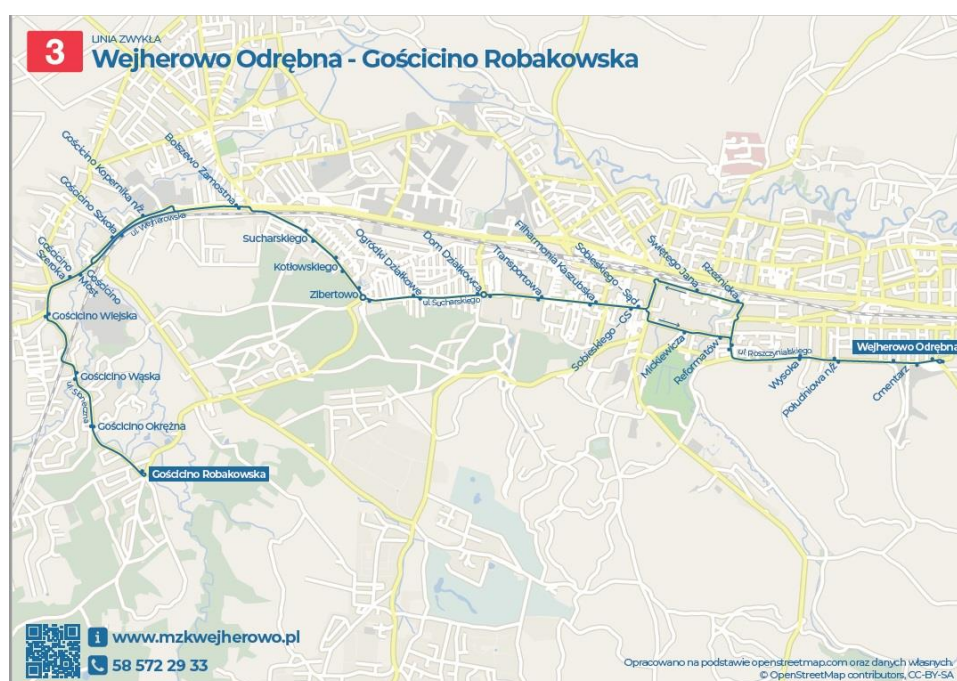 3
LINIA ZWYKŁA
Wejherowo Odrębna - Gościcino Robakowska
Gościcino Kopernika n/ż
Bolszewo Zamostna
Gościcino Szkoła
ul. Wejherowska
Gościcino
Szeroka
Gościcino
Most
Gościcino
Gościcino Wiejska
Gościcino Wąska
Gościcino Okrężna
Gościcino Robakowska
Sucharskiego
Kotłowskiego
Zibertowo
Ogródki Działkowe
ul. Sucharskiego
Dom Działkowca
Transportowa
Filharmonia Kaszubska
Sobieskiego - Sąd
Sobieskiego - GS
Świętego Jana
Rzeźnicka
Mickiewicza
Reformatów
ul. Roszczynialskiego
Wysoka
Południowa n/ż
Cmentarz
Wejherowo Odrębna
www.mzkwejherowo.pl
58 572 29 33
Opracowano na podstawie openstreetmap.com oraz danych własnych.
© OpenStreetMap contributors, CC-BY-SA